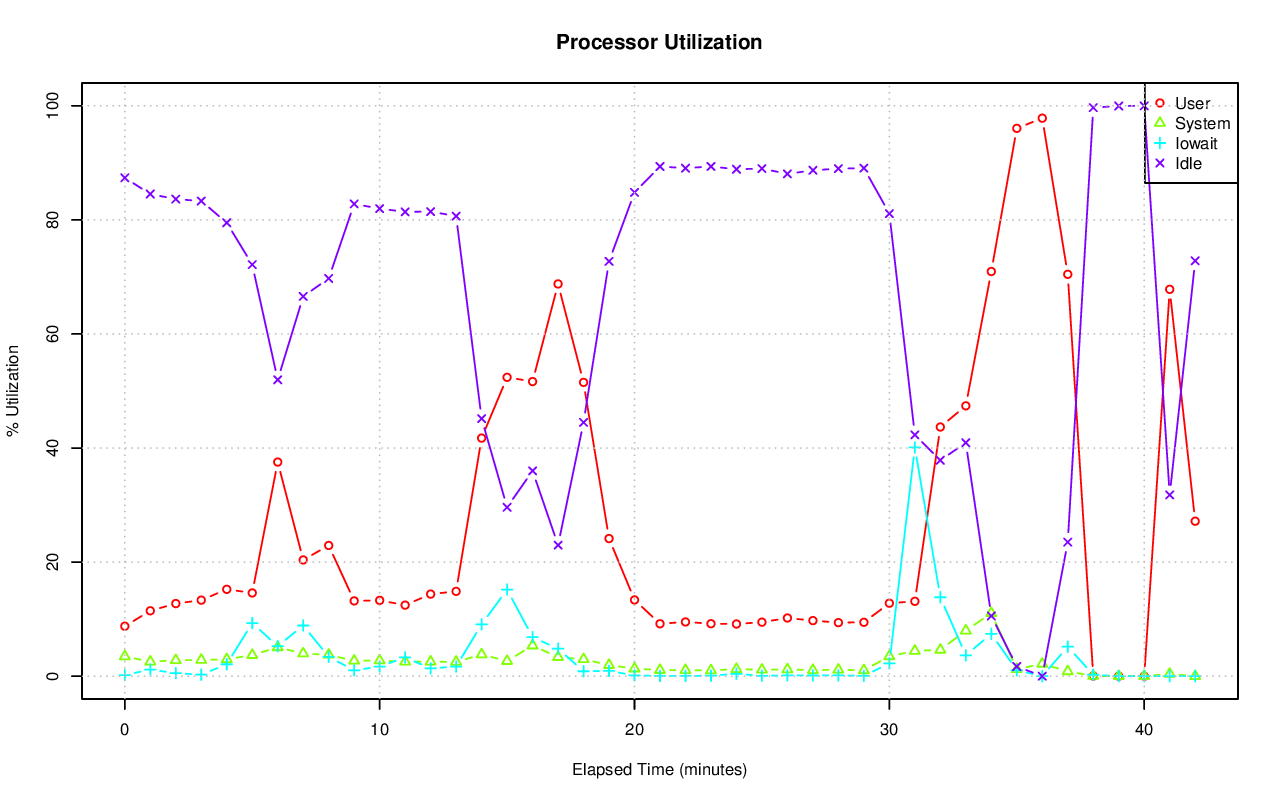 Processor Utilization
User
System
Iowait
Idle
100
80
60
40
20
0
% Utilization
0 10 20 30 40
Elapsed Time (minutes)